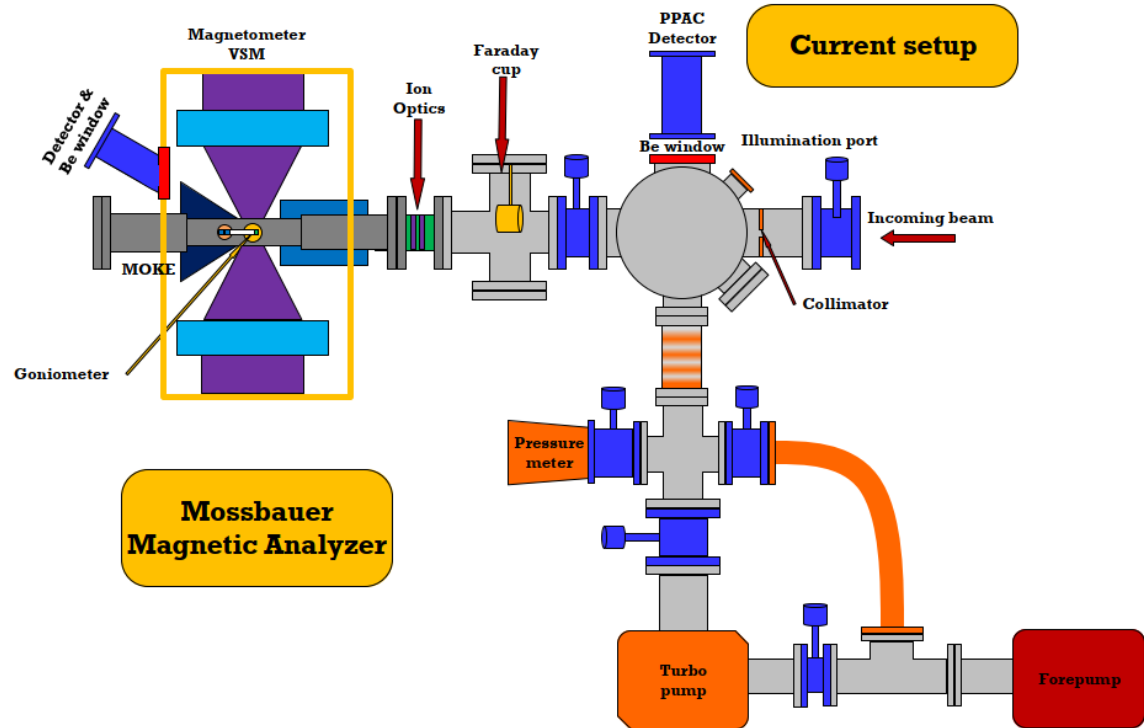 Magnetometer
VSM
Faraday
cup
PPAC
Detector
Current setup
Detector &
Be window
Ion
Optics
Be window
Illumination port
Incoming beam
MOKE
Collimator
Goniometer
Pressure
meter
Mossbauer
Magnetic Analyzer
Turbo
pump
Forepump